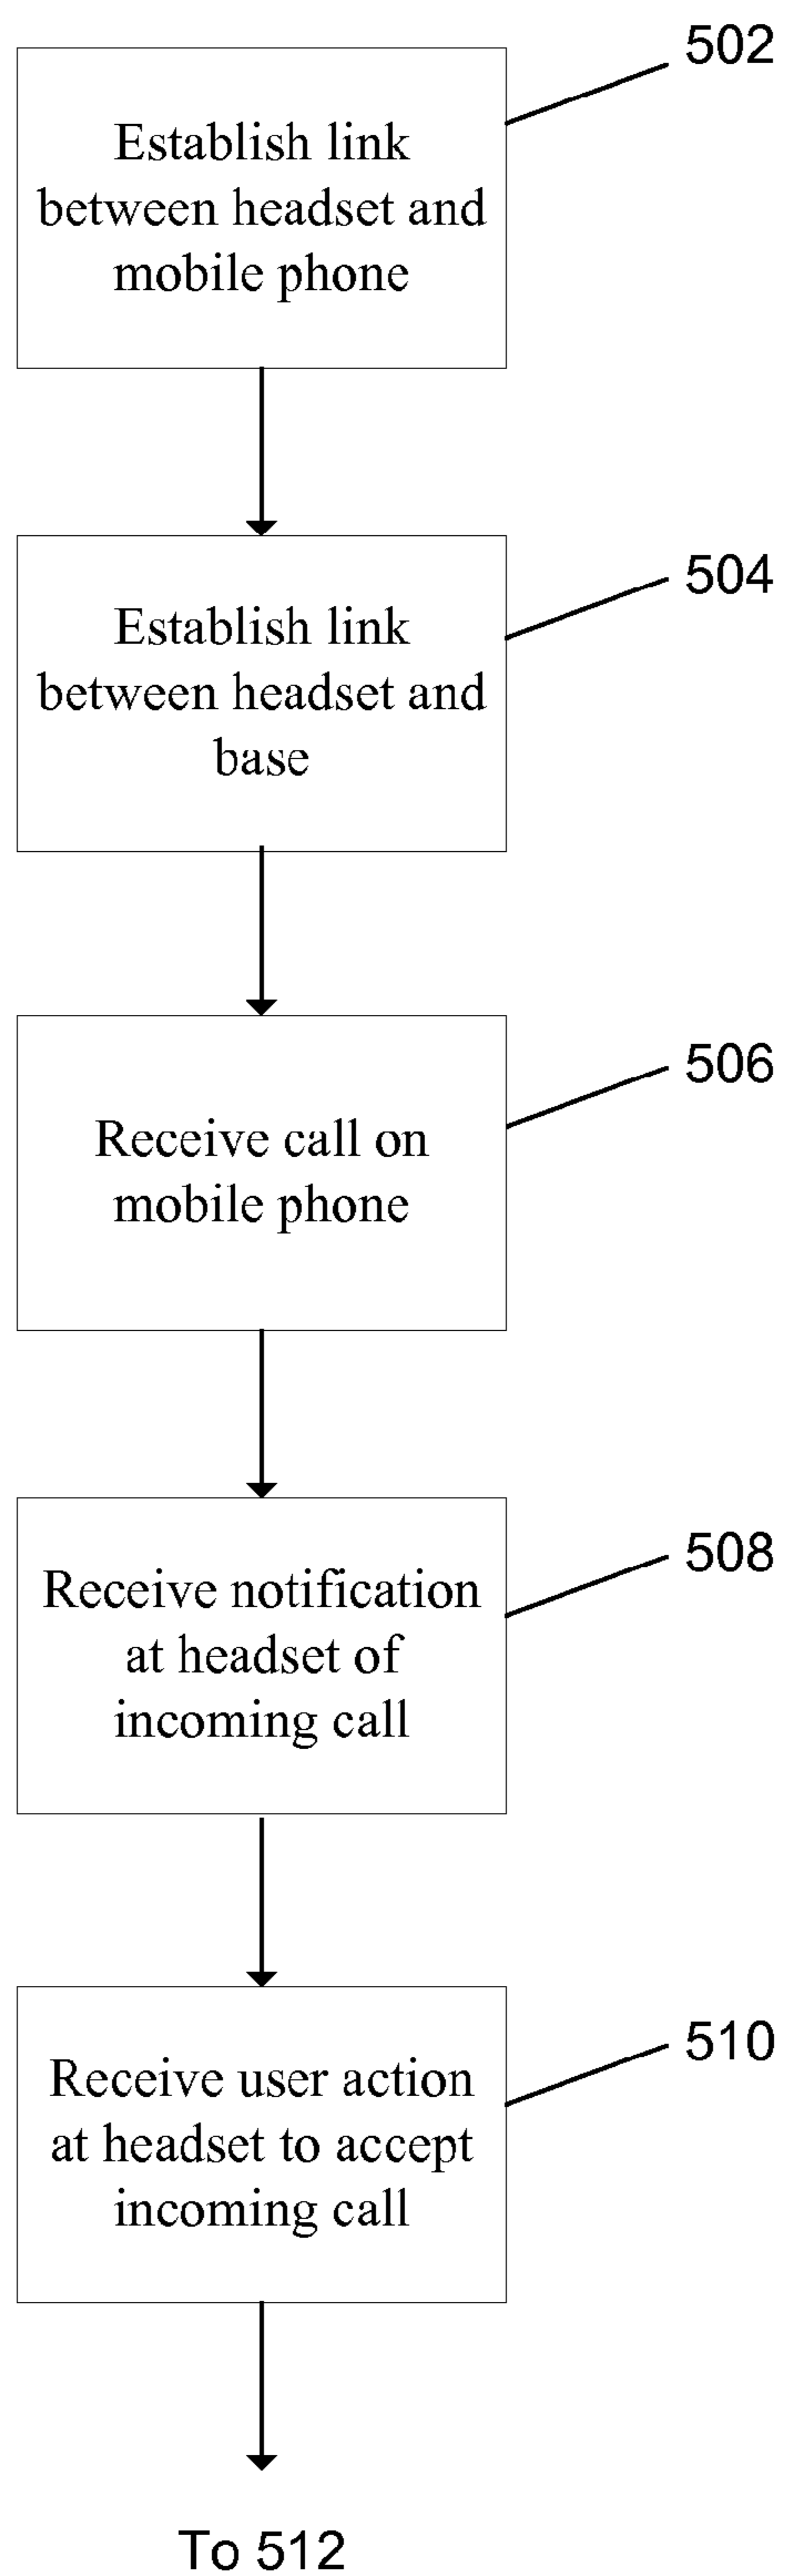 502
Establish link
between headset and
mobile phone
504
Establish link
between headset and
base
506
Receive call on
mobile phone
508
Receive notification
at headset of
incoming call
510
Receive user action
at headset to accept
incoming call
To 512